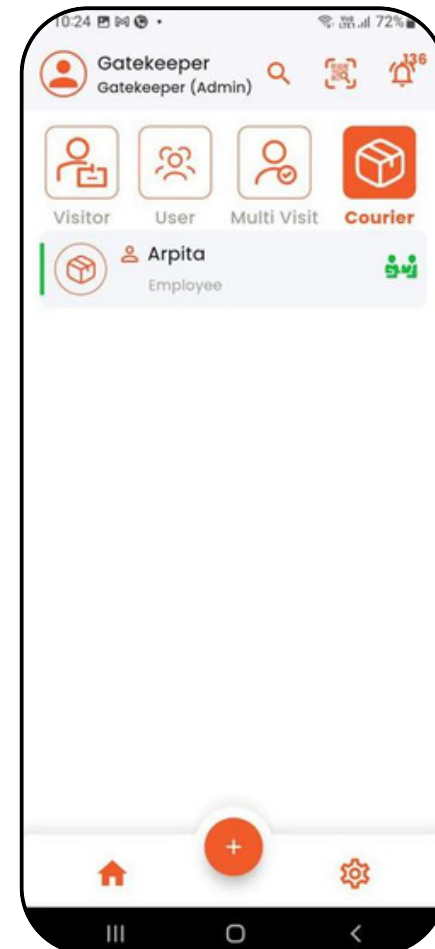 10:24 72%
Gatekeeper
Gatekeeper (Admin)
136
Visitor User Multi Visit Courier
Arpita
Employee